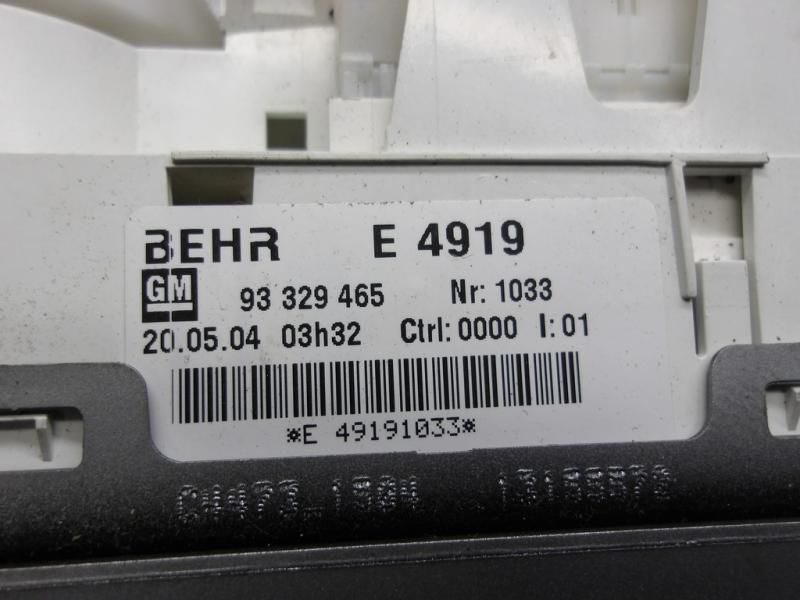 BEHR E 4919
GM 93 329 465 Nr: 1033
20.05.04 03h32 Ctrl: 0000 I: 01
*E 49191033*